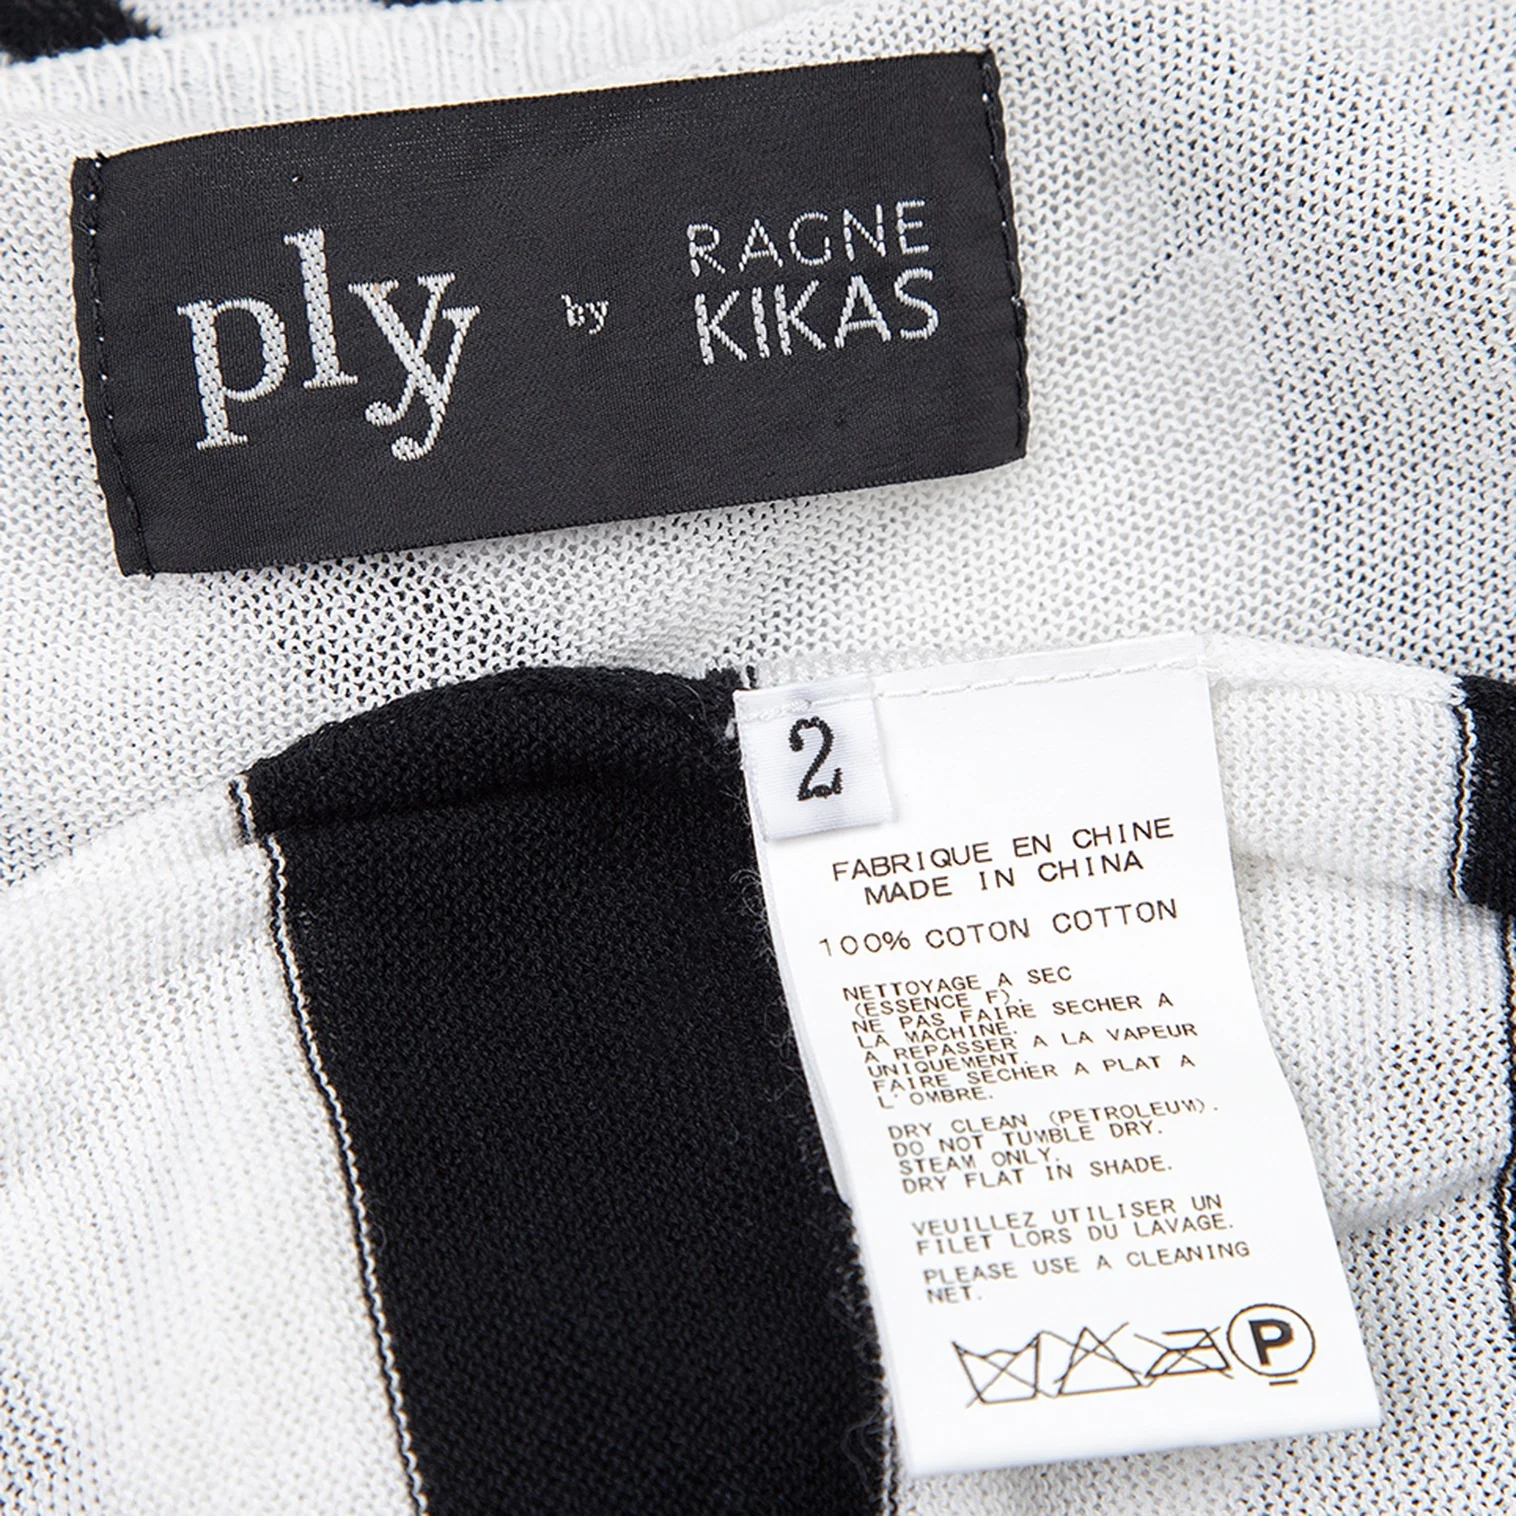 plyy by RAGNE
KIKAS
2
FABRIQUE EN CHINE
MADE IN CHINA
100% COTON COTTON
NETTOYAGE A SEC
(ESSENCE F).
NE PAS FAIRE SECHER A
LA MACHINE.
A REPASSER A LA VAPEUR
UNIQUEMENT.
FAIRE SECHER A PLAT A
L'OMBRE.
DRY CLEAN (PETROLEUM).
DO NOT TUMBLE DRY.
STEAM ONLY.
DRY FLAT IN SHADE.
VEUILLEZ UTILISER UN
FILET LORS DU LAVAGE.
PLEASE USE A CLEANING
NET.
P